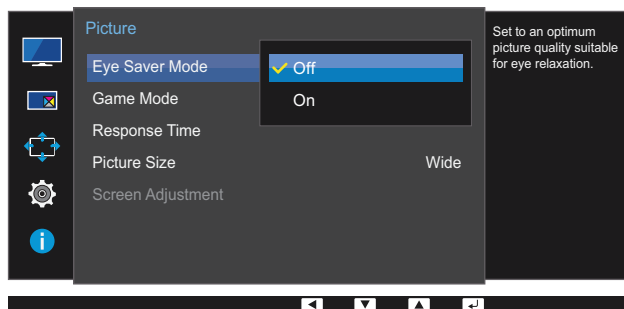 Picture
Eye Saver Mode
Off
Game Mode
On
Response Time
Picture Size Wide
Screen Adjustment
Set to an optimum
picture quality suitable
for eye relaxation.